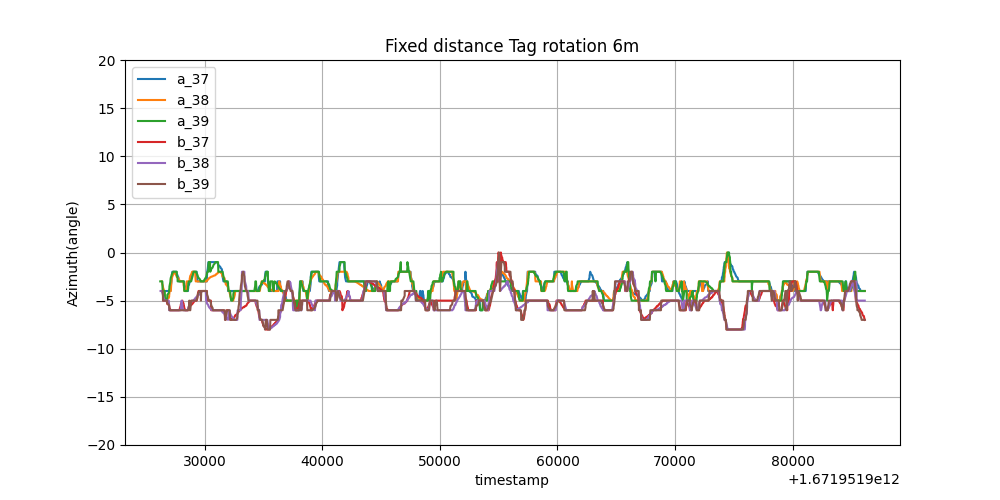 Fixed distance Tag rotation 6m
20
15
10
5
0
−5
−10
−15
−20
Azimuth(angle)
a_37
a_38
a_39
b_37
b_38
b_39
30000 40000 50000 60000 70000 80000
timestamp
+1.6719519e12